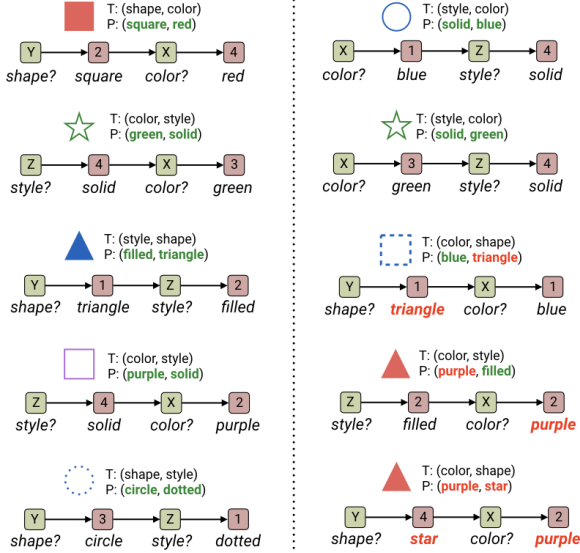 T: (shape, color)
P: (square, red)
Y 2 X 4
shape? square color? red
T: (color, style)
P: (green, solid)
Z 4 X 3
style? solid color? green
T: (style, shape)
P: (filled, triangle)
Y 1 Z 2
shape? triangle style? filled
T: (color, style)
P: (purple, solid)
Z 4 X 2
style? solid color? purple
T: (shape, style)
P: (circle, dotted)
Y 3 Z 1
shape? circle style? dotted
T: (style, color)
P: (solid, blue)
X 1 Z 4
color? blue style? solid
T: (style, color)
P: (solid, green)
X 3 Z 4
color? green style? solid
T: (color, shape)
P: (blue, triangle)
Y 1 X 1
shape? triangle color? blue
T: (color, style)
P: (purple, filled)
Z 2 X 2
style? filled color? purple
T: (color, shape)
P: (purple, star)
Y 4 X 2
shape? star color? purple